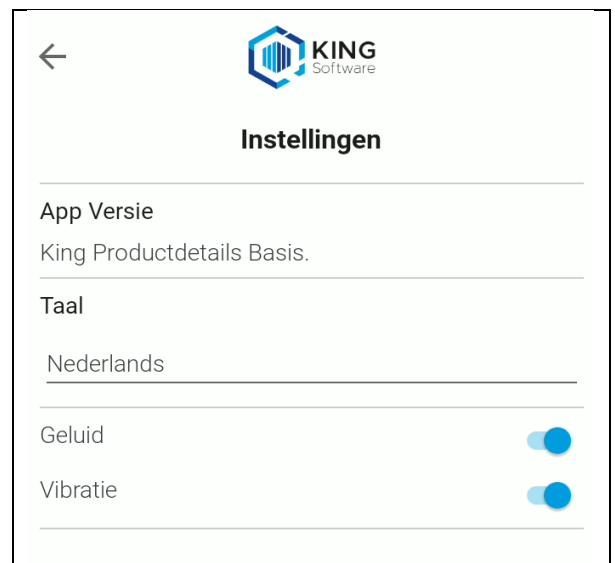 KING
Software
Instellingen
App Versie
King Productdetails Basis.
Taal
Nederlands
Geluid
Vibratie